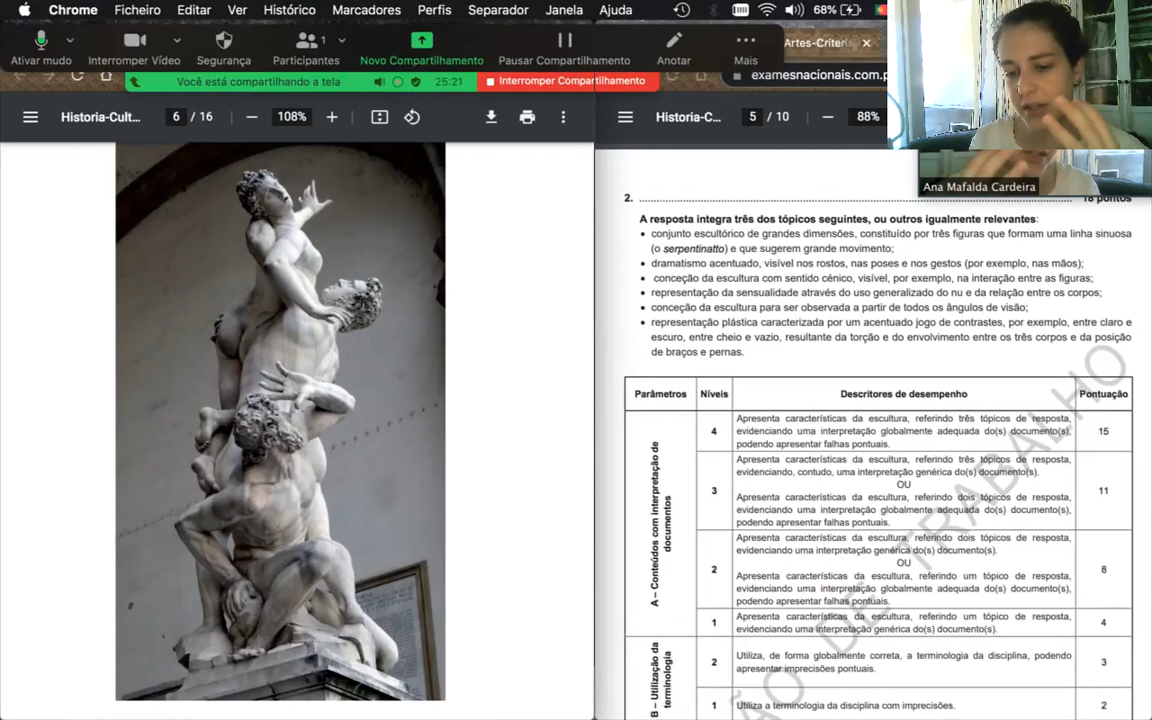 Chrome Ficheiro Editar Ver Histórico Marcadores Perfis Separador Janela Ajuda 68%
Ativar mudo Interromper Vídeo Segurança Participantes 1 Novo Compartilhamento Pausar Compartilhamento Anotar Mais
Artes-Criteri
Você está compartilhando a tela 25:21 Interromper Compartilhamento
examesnacionais.com.p
Historia-Cult... 6 / 16 108%
Historia-C... 5 / 10 88%
Ana Mafalda Cardeira
2. 18 pontos
A resposta integra três dos tópicos seguintes, ou outros igualmente relevantes:
• conjunto escultórico de grandes dimensões, constituído por três figuras que formam uma linha sinuosa
(o serpentinatto) e que sugerem grande movimento;
• dramatismo acentuado, visível nos rostos, nas poses e nos gestos (por exemplo, nas mãos);
• conceção da escultura com sentido cénico, visível, por exemplo, na interação entre as figuras;
• representação da sensualidade através do uso generalizado do nu e da relação entre os corpos;
• conceção da escultura para ser observada a partir de todos os ângulos de visão;
• representação plástica caracterizada por um acentuado jogo de contrastes, por exemplo, entre claro e
escuro, entre cheio e vazio, resultante da torção e do envolvimento entre os três corpos e da posição
de braços e pernas.
Parâmetros Níveis Descritores de desempenho Pontuação
A – Conteúdos com interpretação de
documentos
4
Apresenta características da escultura, referindo três tópicos de resposta,
evidenciando uma interpretação globalmente adequada do(s) documento(s),
podendo apresentar falhas pontuais.
15
3
Apresenta características da escultura, referindo três tópicos de resposta,
evidenciando, contudo, uma interpretação genérica do(s) documento(s).
OU
Apresenta características da escultura, referindo dois tópicos de resposta,
evidenciando uma interpretação globalmente adequada do(s) documento(s),
podendo apresentar falhas pontuais.
11
2
Apresenta características da escultura, referindo dois tópicos de resposta,
evidenciando uma interpretação genérica do(s) documento(s).
OU
Apresenta características da escultura, referindo um tópico de resposta,
evidenciando uma interpretação globalmente adequada do(s) documento(s),
podendo apresentar falhas pontuais.
8
1
Apresenta características da escultura, referindo um tópico de resposta,
evidenciando uma interpretação genérica do(s) documento(s).
4
B – Utilização da
terminologia
2
Utiliza, de forma globalmente correta, a terminologia da disciplina, podendo
apresentar imprecisões pontuais.
3
1
Utiliza a terminologia da disciplina com imprecisões.
2
ÃO DE TRABALHO